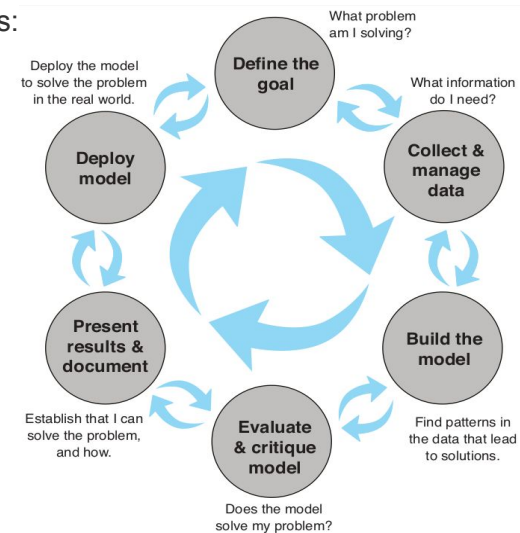 s:
What problem
am I solving?
Define the
goal
What information
do I need?
Collect &
manage
data
Build the
model
Find patterns in
the data that lead
to solutions.
Evaluate
& critique
model
Does the model
solve my problem?
Present
results &
document
Establish that I can
solve the problem,
and how.
Deploy
model
Deploy the model
to solve the problem
in the real world.